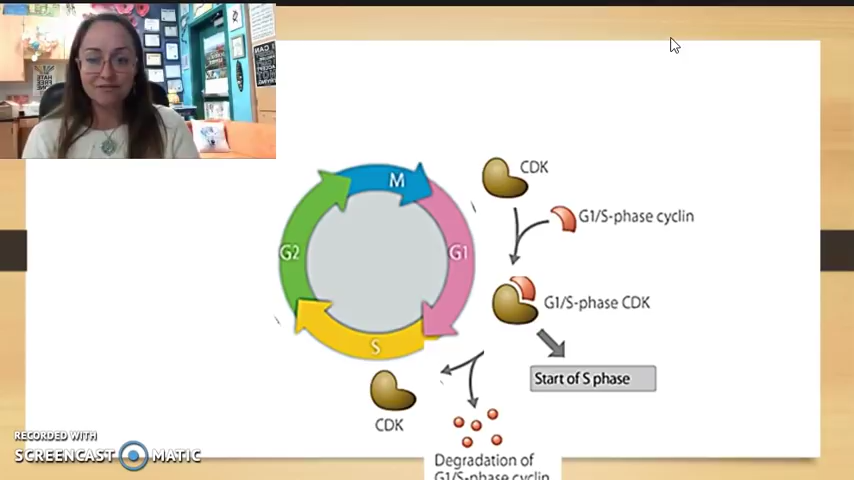 M
CDK
G1/S-phase cyclin
G2
G1
G1/S-phase CDK
S
Start of S phase
CDK
Degradation of
G1/S-phase cyclin
RECORDED WITH
SCREENCAST MATIC